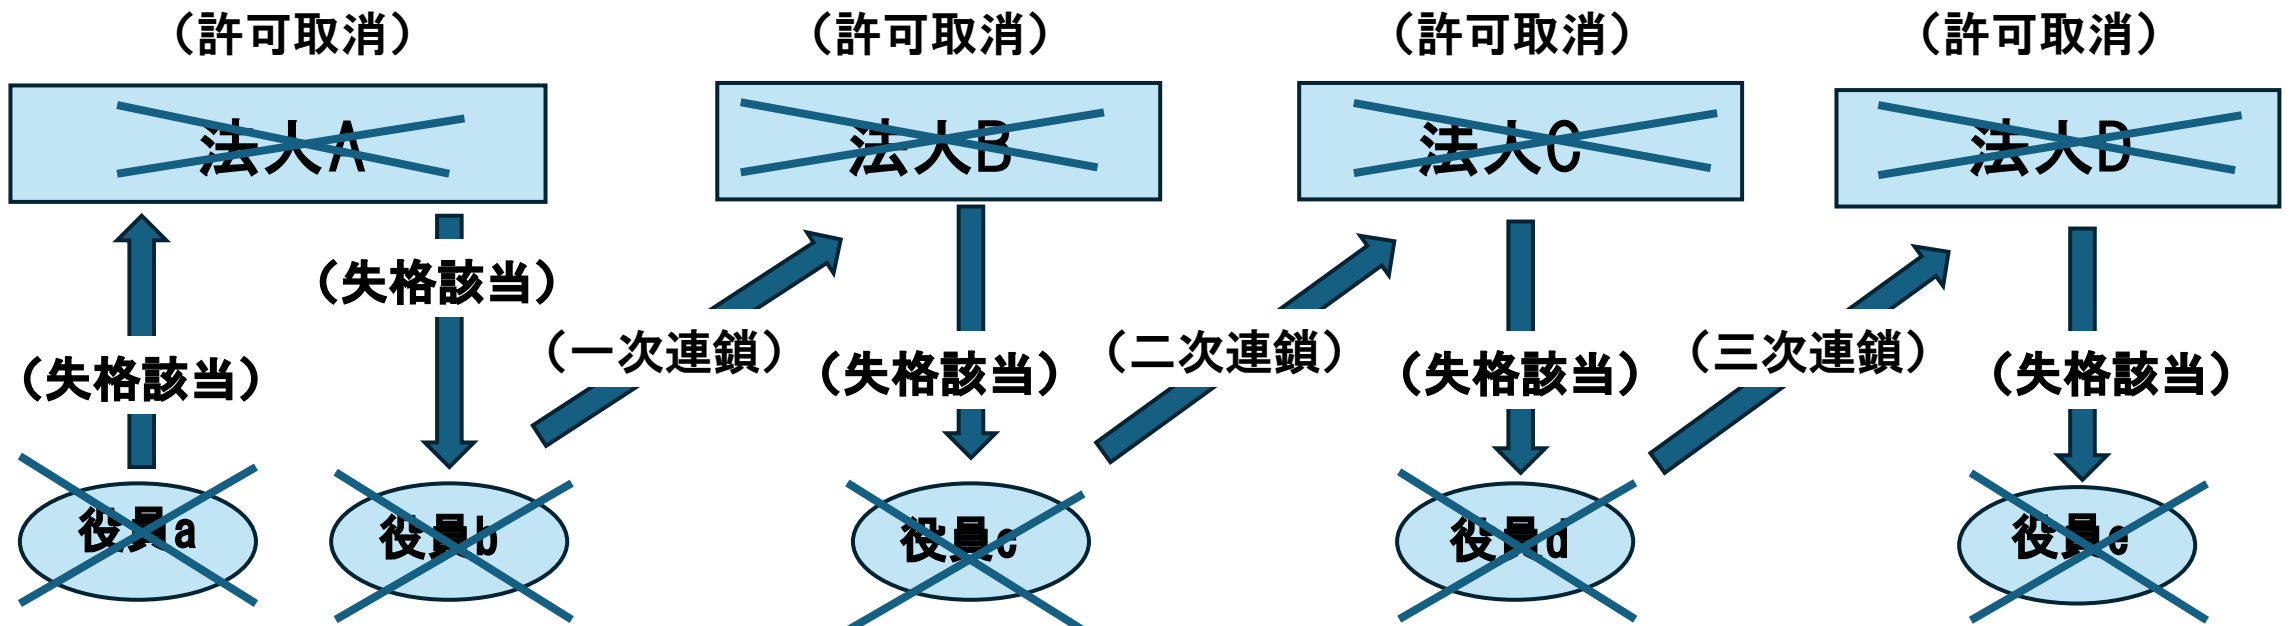 （許可取消）
（許可取消）
（許可取消）
（許可取消）
法人A
法人B
法人C
法人D
（失格該当）
（一次連鎖）
（二次連鎖）
（三次連鎖）
（失格該当）
（失格該当）
（失格該当）
（失格該当）
役員a
役員b
役員c
役員d
役員e